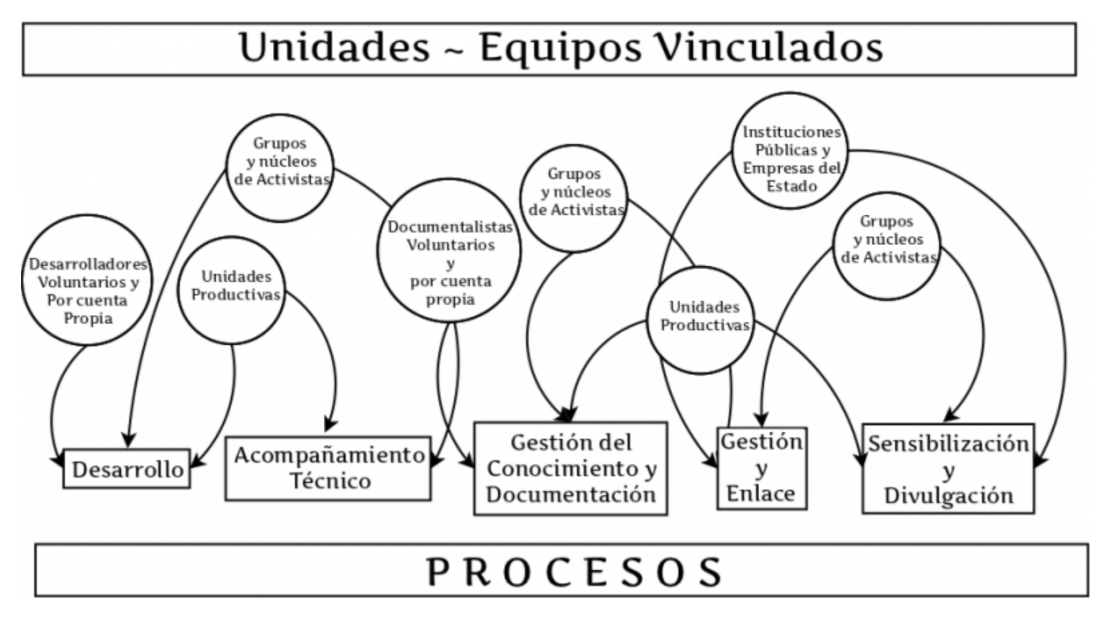 Unidades ~ Equipos Vinculados
Grupos
y núcleos
de Activistas
Instituciones
Públicas y
Empresas del
Estado
Grupos
y núcleos
de Activistas
Documentalistas
Voluntarios
y
por cuenta
propia
Grupos
y núcleos
de Activistas
Desarrolladores
Voluntarios y
Por cuenta
Propia
Unidades
Productivas
Unidades
Productivas
Desarrollo
Acompañamiento
Técnico
Gestión del
Conocimiento y
Documentación
Gestión
y
Enlace
Sensibilización
y
Divulgación
PROCESOS